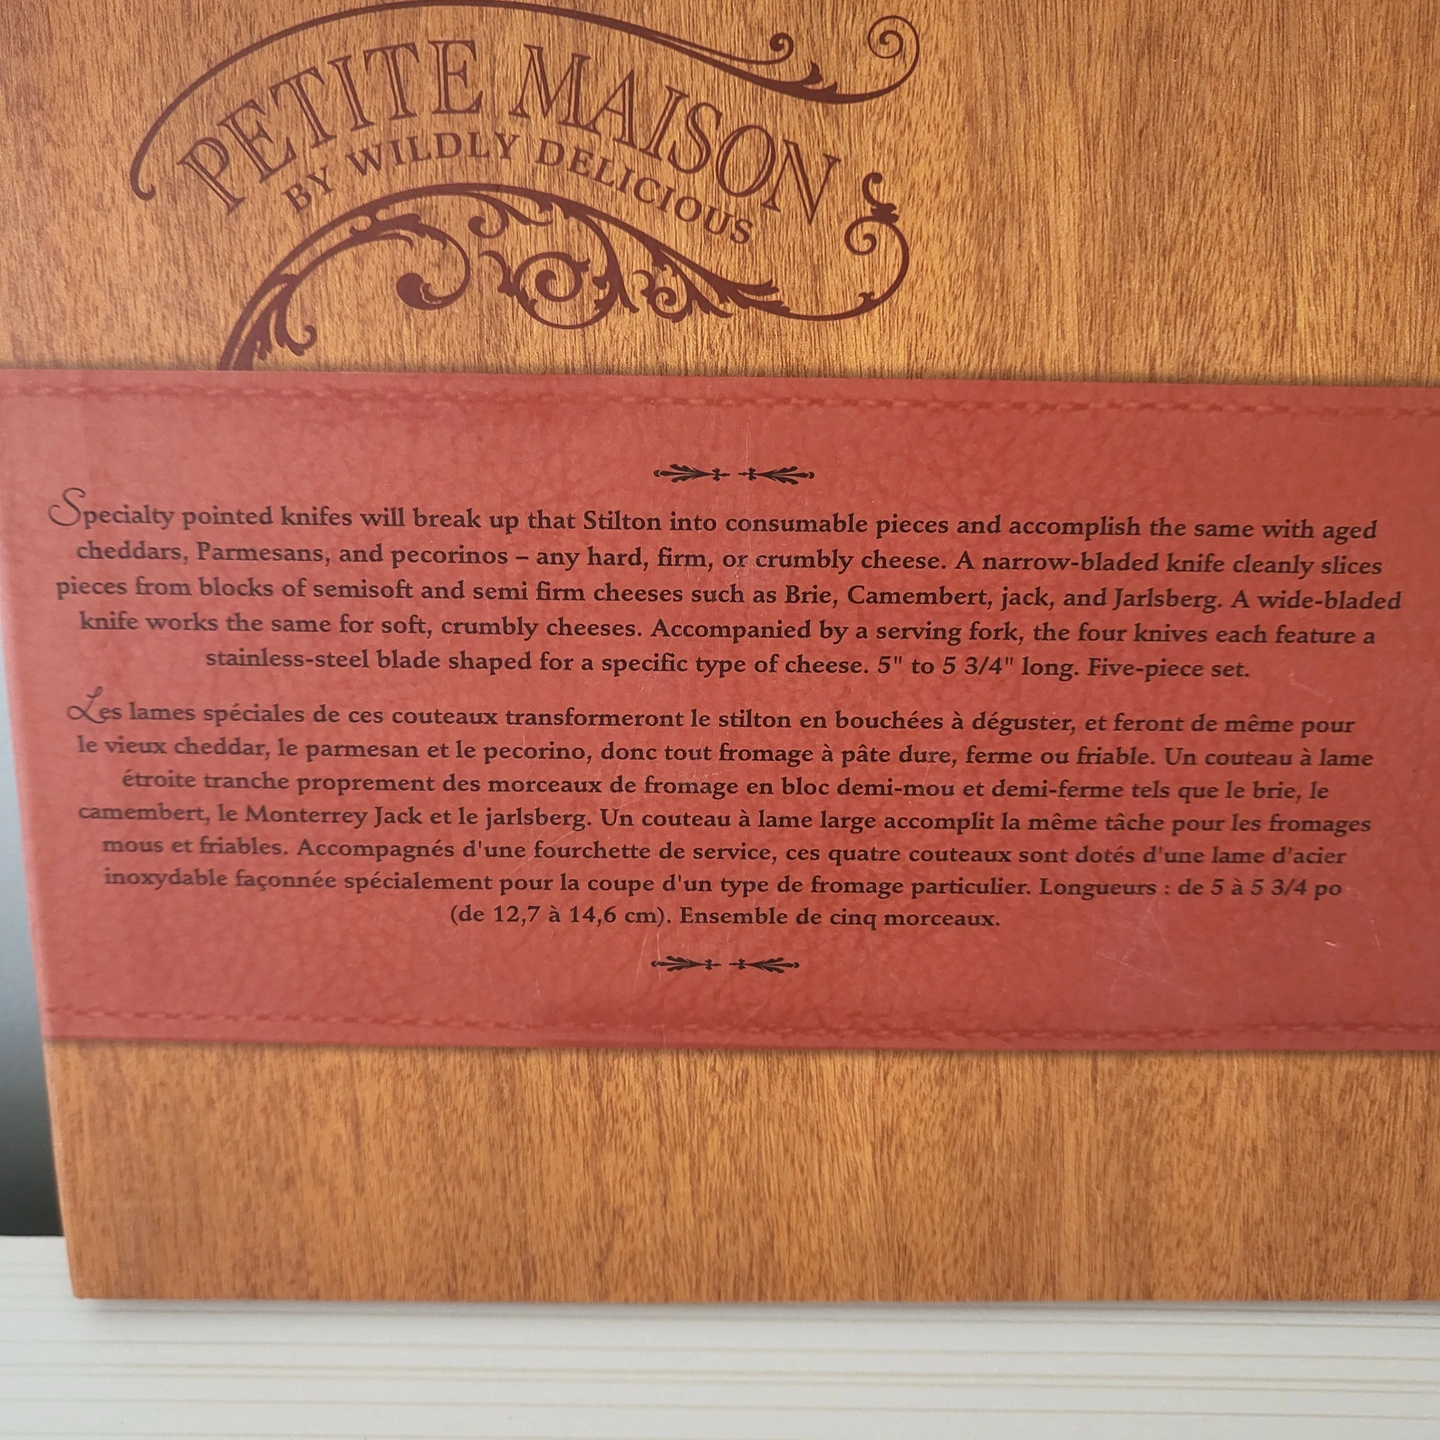 PETITE MAISON
BY WILDLY DELICIOUS
Specialty pointed knifes will break up that Stilton into consumable pieces and accomplish the same with aged
cheddars, Parmesans, and pecorinos – any hard, firm, or crumbly cheese. A narrow-bladed knife cleanly slices
pieces from blocks of semisoft and semi firm cheeses such as Brie, Camembert, jack, and Jarlsberg. A wide-bladed
knife works the same for soft, crumbly cheeses. Accompanied by a serving fork, the four knives each feature a
stainless-steel blade shaped for a specific type of cheese. 5" to 5 3/4" long. Five-piece set.
Les lames spéciales de ces couteaux transformeront le stilton en bouchées à déguster, et feront de même pour
le vieux cheddar, le parmesan et le pecorino, donc tout fromage à pâte dure, ferme ou friable. Un couteau à lame
étroite tranche proprement des morceaux de fromage en bloc demi-mou et demi-ferme tels que le brie, le
camembert, le Monterrey Jack et le jarlsberg. Un couteau à lame large accomplit la même tâche pour les fromages
mous et friables. Accompagnés d'une fourchette de service, ces quatre couteaux sont dotés d'une lame d'acier
inoxydable façonnée spécialement pour la coupe d'un type de fromage particulier. Longueurs : de 5 à 5 3/4 po
(de 12,7 à 14,6 cm). Ensemble de cinq morceaux.